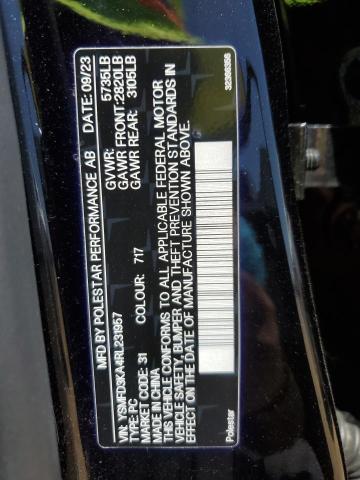 MFD BY POLESTAR PERFORMANCE AB DATE: 09/23
GVWR: 5735LB
GAWR FRONT: 2820LB
GAWR REAR: 3105LB
VIN: YSMFD3KA4RL231957
TYPE: PC
MARKET CODE: 31 COLOUR: 717
MADE IN CHINA
THIS VEHICLE CONFORMS TO ALL APPLICABLE FEDERAL MOTOR
VEHICLE SAFETY, BUMPER AND THEFT PREVENTION STANDARDS IN
EFFECT ON THE DATE OF MANUFACTURE SHOWN ABOVE.
Polestar 32366356